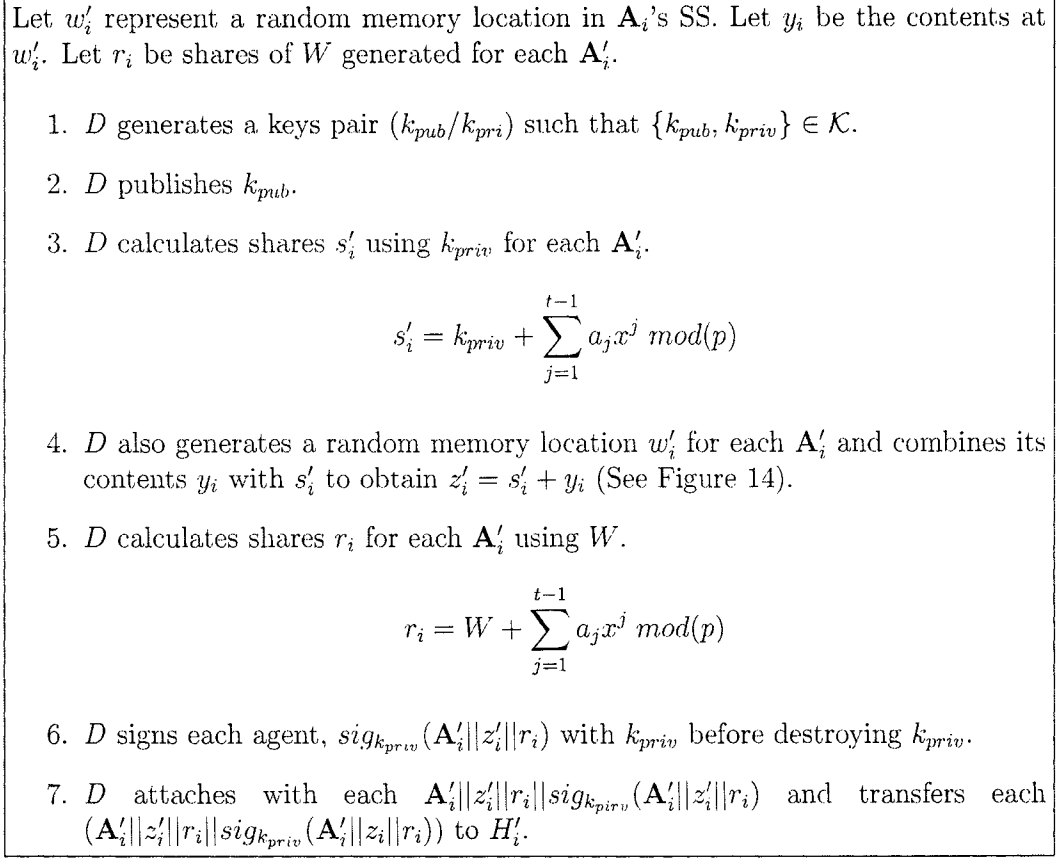 Let w′_i represent a random memory location in A_i's SS. Let y_i be the contents at
w′_i. Let r_i be shares of W generated for each A′_i.
1. D generates a keys pair (k_pub/k_pri) such that {k_pub, k_priv} ∈ K.
2. D publishes k_pub.
3. D calculates shares s′_i using k_priv for each A′_i.
s′_i = k_priv + ∑_{j=1}^{t−1} a_j x^j mod(p)
4. D also generates a random memory location w′_i for each A′_i and combines its
contents y_i with s′_i to obtain z′_i = s′_i + y_i (See Figure 14).
5. D calculates shares r_i for each A′_i using W.
r_i = W + ∑_{j=1}^{t−1} a_j x^j mod(p)
6. D signs each agent, sig_{k_priv}(A′_i||z′_i||r_i) with k_priv before destroying k_priv.
7. D attaches with each A′_i||z′_i||r_i||sig_{k_pirv}(A′_i||z′_i||r_i) and transfers each
(A′_i||z′_i||r_i||sig_{k_priv}(A′_i||z_i||r_i)) to H′_i.